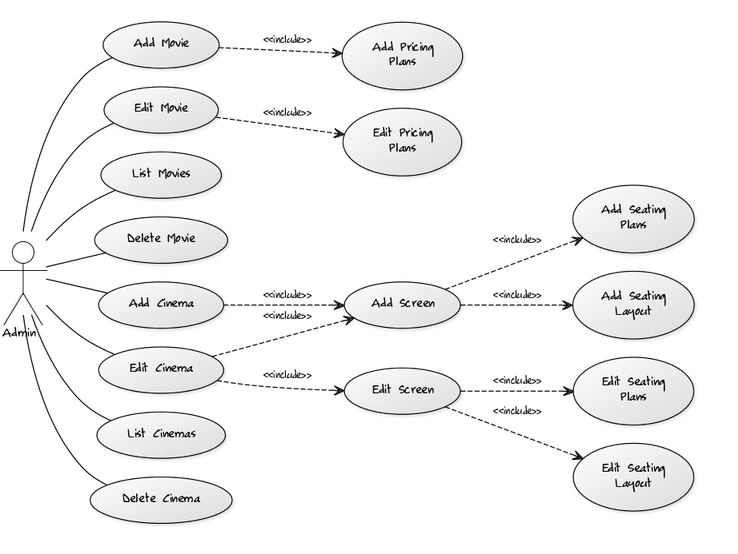 Add Movie
<<include>>
Add Pricing
Plans
Edit Movie
<<include>>
Edit Pricing
Plans
List Movies
Delete Movie
Add Seating
Plans
<<include>>
Add Cinema
<<include>>
Add Screen
<<include>>
Add Seating
Layout
<<include>>
Admin
Edit Cinema
<<include>>
Edit Screen
<<include>>
Edit Seating
Plans
<<include>>
List Cinemas
Edit Seating
Layout
Delete Cinema